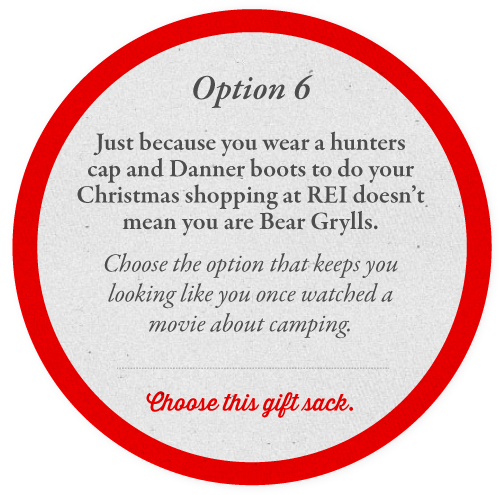 Option 6
Just because you wear a hunters
cap and Danner boots to do your
Christmas shopping at REI doesn’t
mean you are Bear Grylls.
Choose the option that keeps you
looking like you once watched a
movie about camping.
Choose this gift sack.